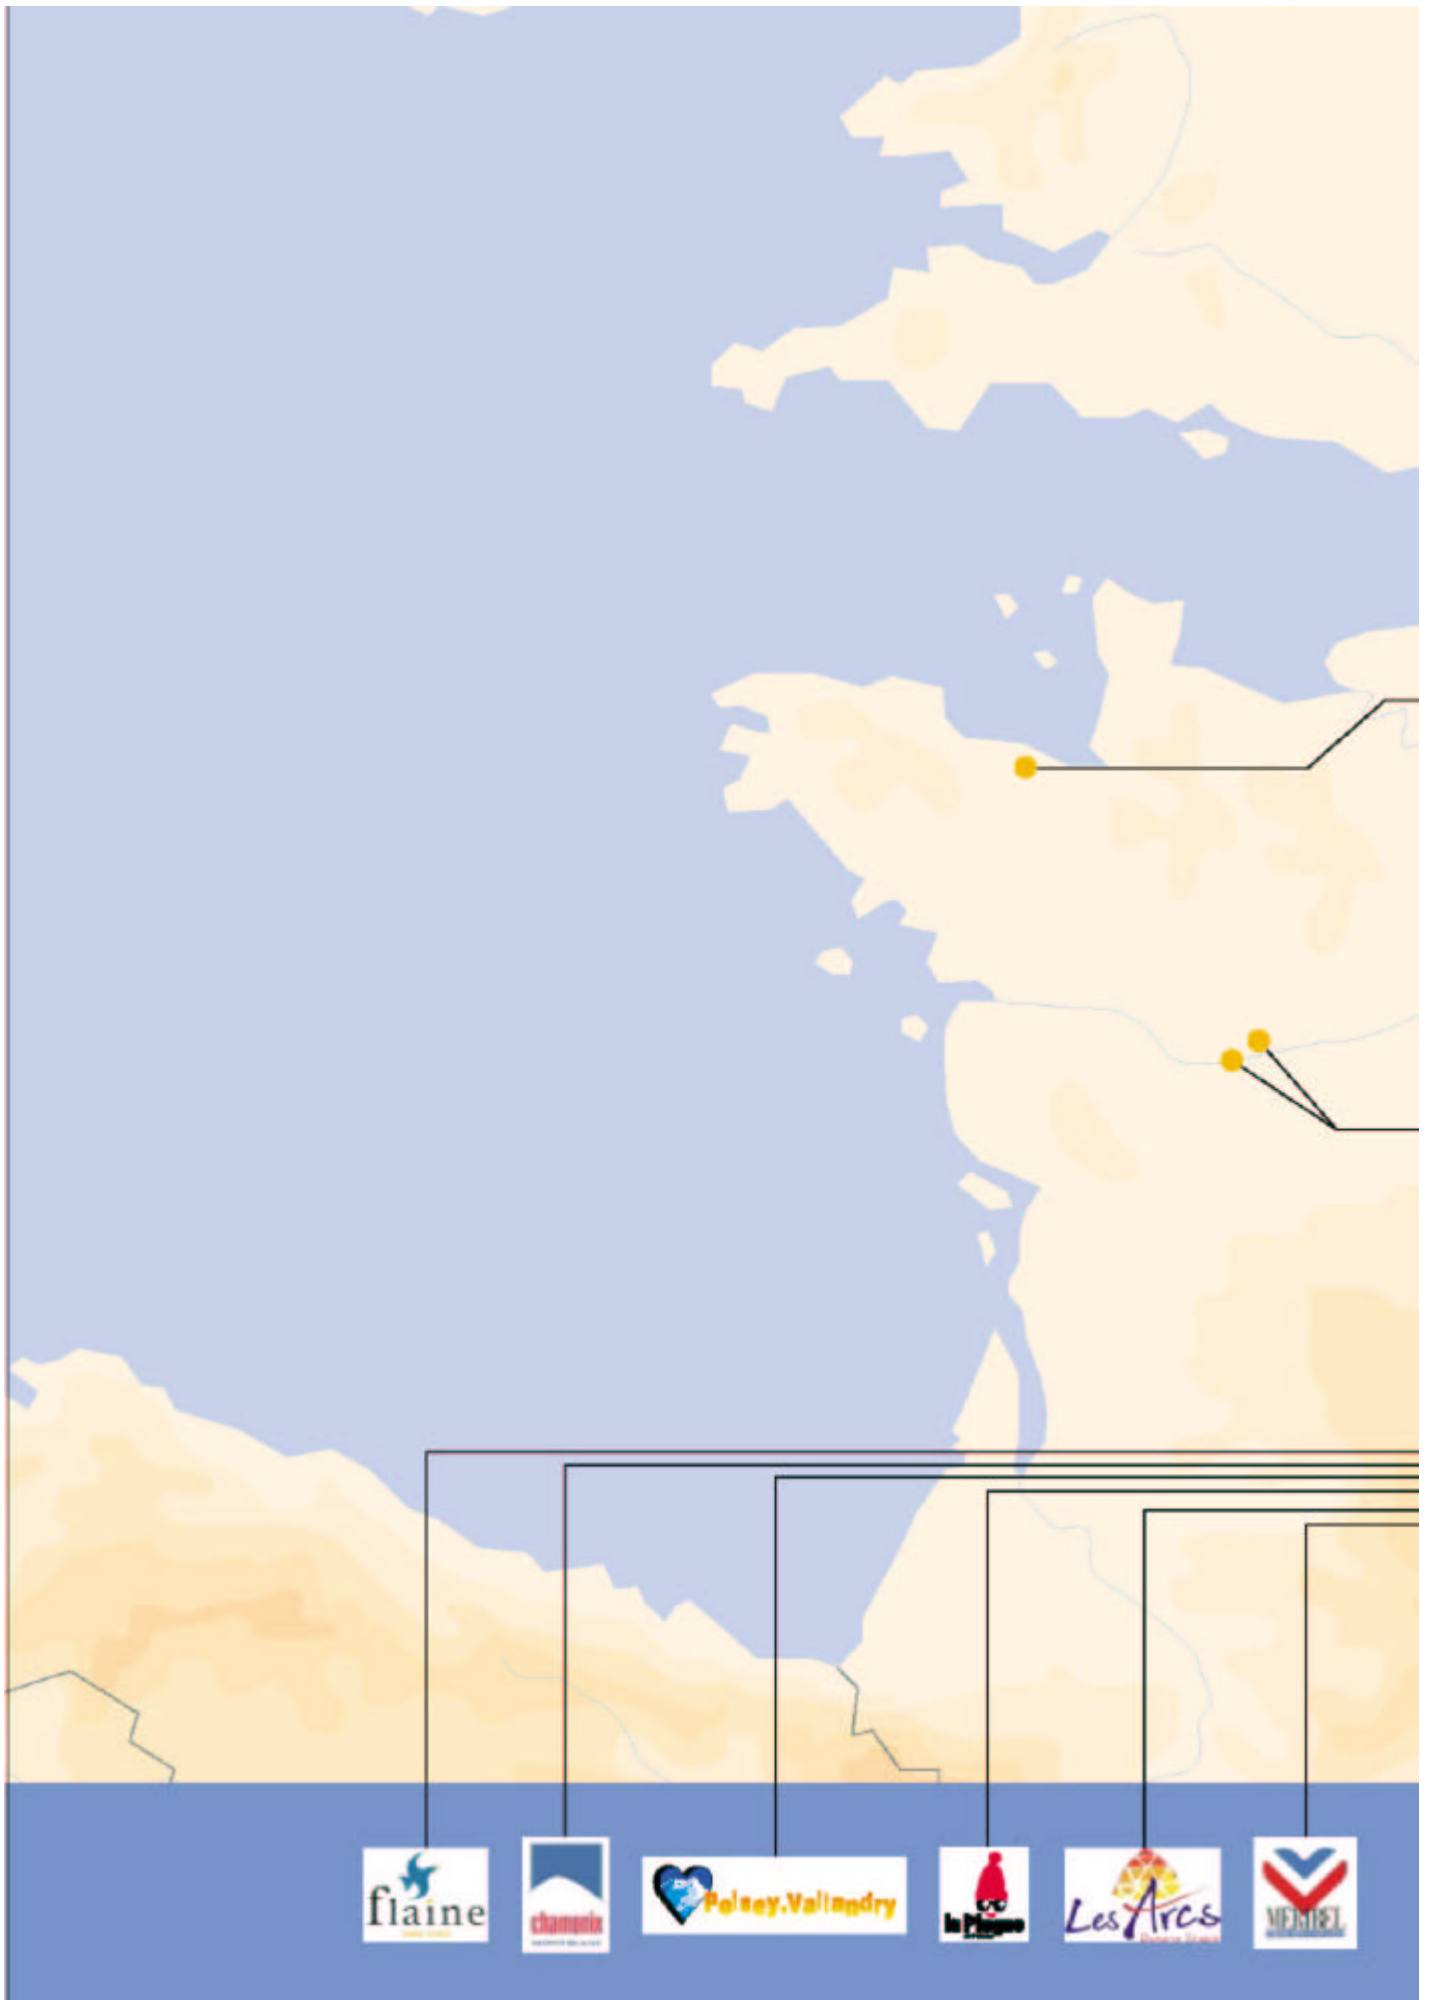 flaine
chamonix
Peisey.Vallandry
la Plagne
Les Arcs
MERIBEL